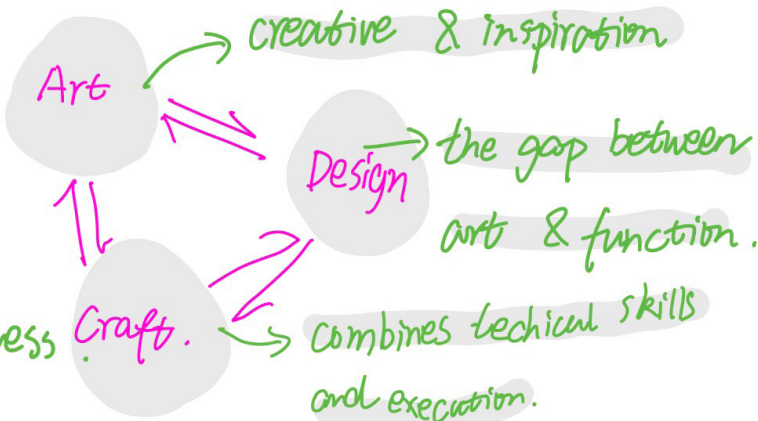 creative & inspiration
Art
Design
the gap between
art & function.
Craft.
combines techical skills
and execution.